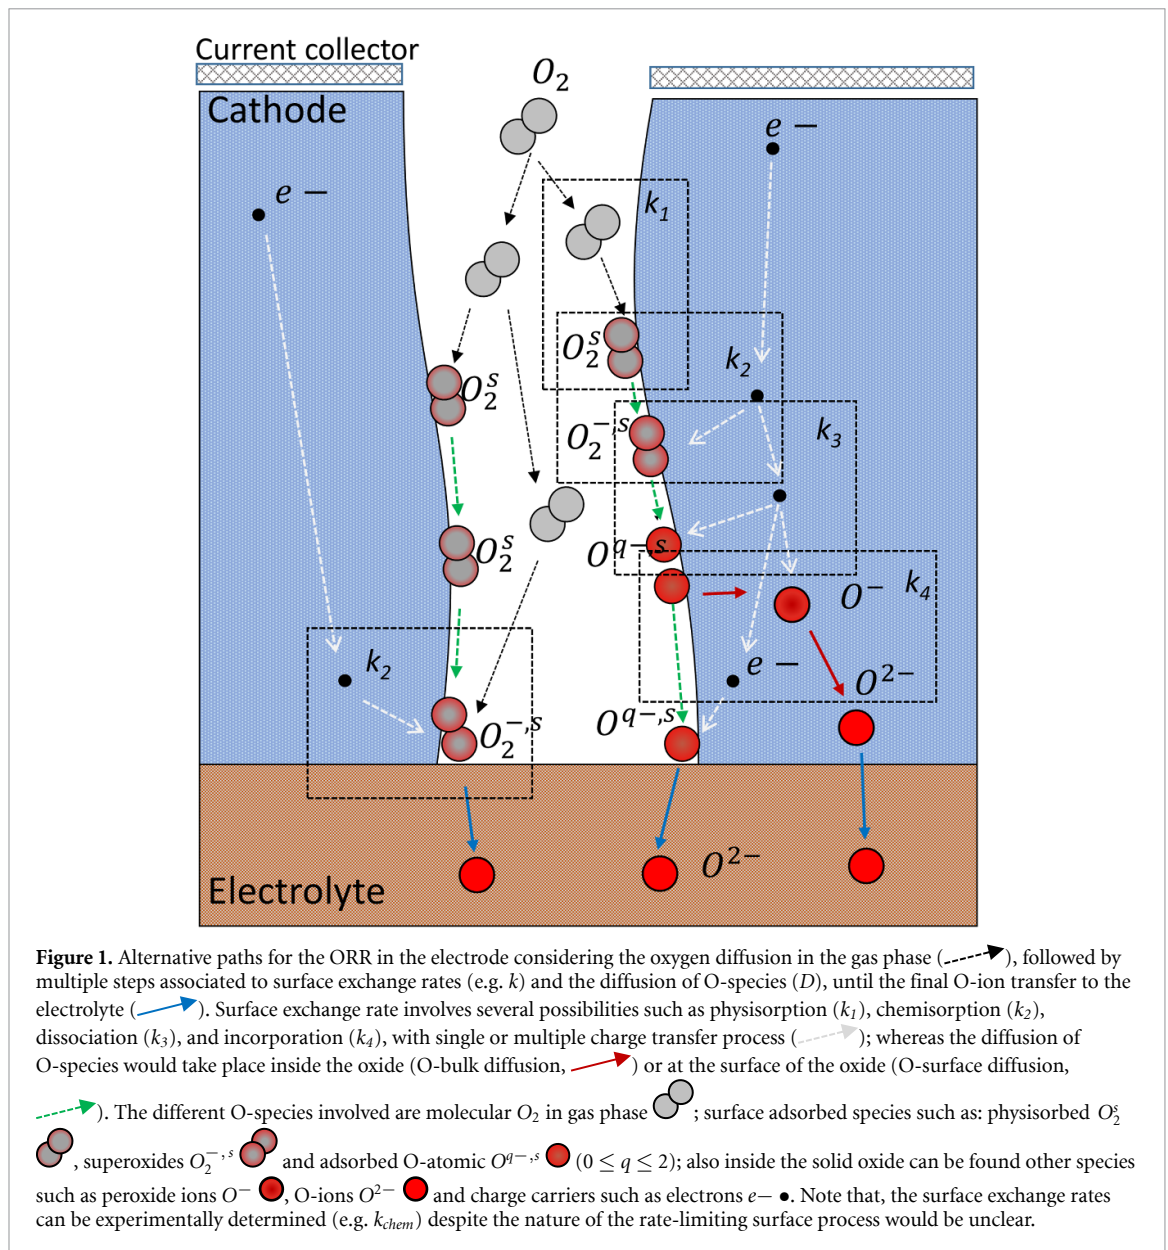 Current collector
O₂
Cathode
e −
e −
k₁
O₂ˢ
k₂
O₂ˢ
O₂⁻,ˢ
k₃
O₂ˢ
O^{q−,s}
k₄
O⁻
k₂
e −
O²⁻
O₂⁻,ˢ
O^{q−,s}
O²⁻
Electrolyte
Figure 1. Alternative paths for the ORR in the electrode considering the oxygen diffusion in the gas phase ( ), followed by
multiple steps associated to surface exchange rates (e.g. k) and the diffusion of O-species (D), until the final O-ion transfer to the
electrolyte ( ). Surface exchange rate involves several possibilities such as physisorption (k₁), chemisorption (k₂),
dissociation (k₃), and incorporation (k₄), with single or multiple charge transfer process ( ); whereas the diffusion of
O-species would take place inside the oxide (O-bulk diffusion, ) or at the surface of the oxide (O-surface diffusion,
). The different O-species involved are molecular O₂ in gas phase ; surface adsorbed species such as: physisorbed O₂ˢ
, superoxides O₂⁻,ˢ and adsorbed O-atomic O^{q−,s} (0 ≤ q ≤ 2); also inside the solid oxide can be found other species
such as peroxide ions O⁻ , O-ions O²⁻ and charge carriers such as electrons e− . Note that, the surface exchange rates
can be experimentally determined (e.g. k_{chem}) despite the nature of the rate-limiting surface process would be unclear.